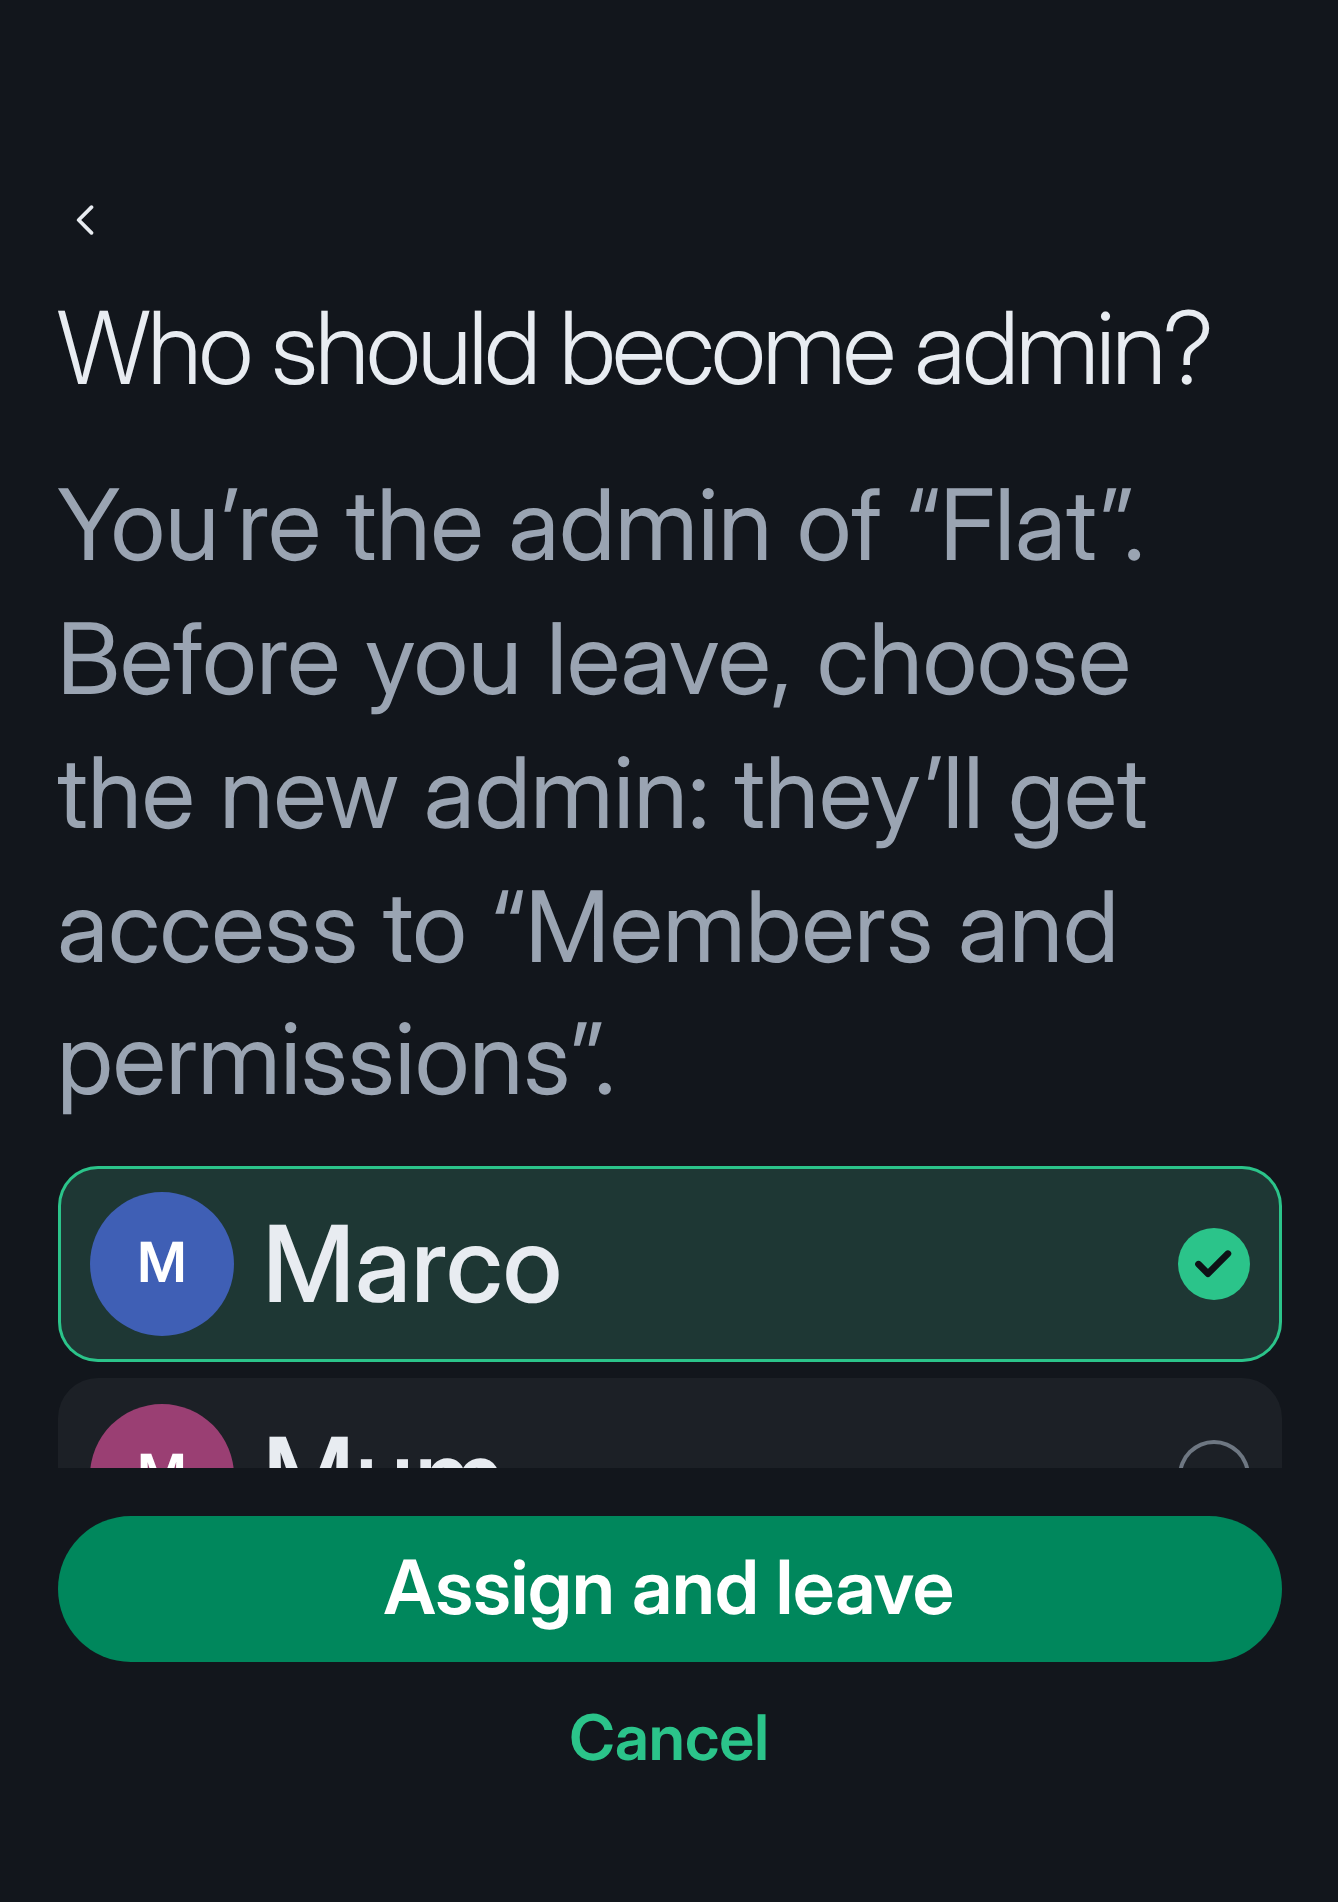 Who should become admin?
You’re the admin of “Flat”.
Before you leave, choose
the new admin: they’ll get
access to “Members and
permissions”.
M Marco
M Mum
Assign and leave
Cancel